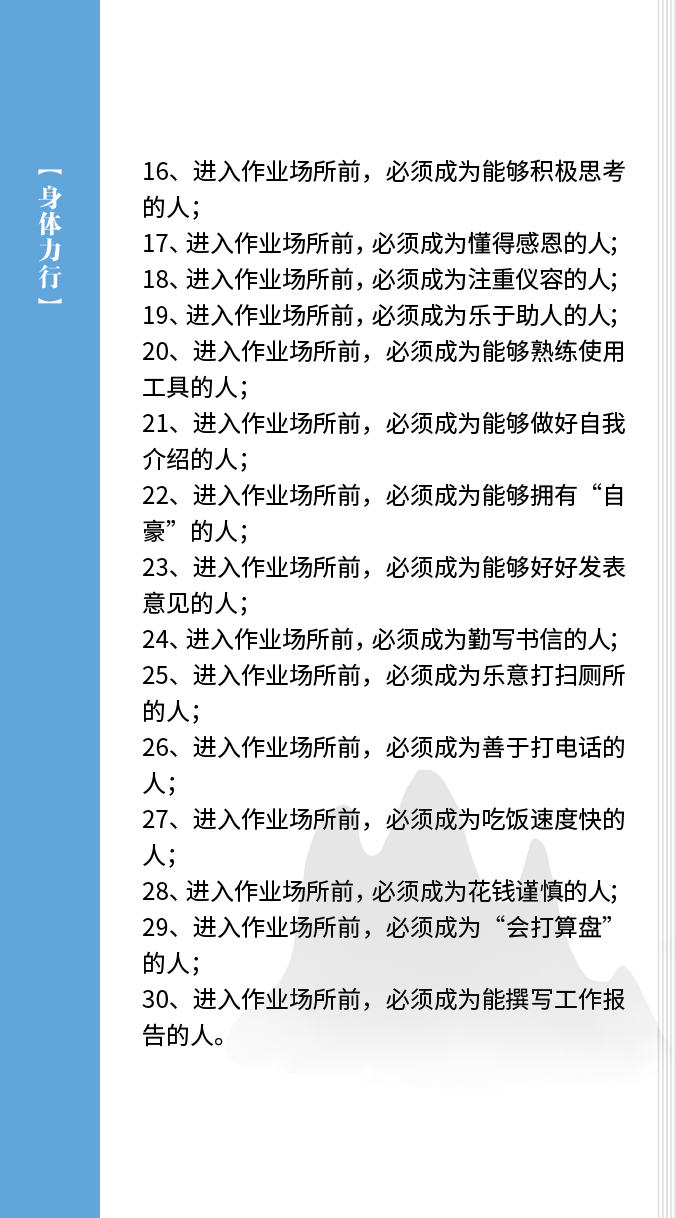 【身体力行】
16、进入作业场所前，必须成为能够积极思考
的人；
17、进入作业场所前，必须成为懂得感恩的人；
18、进入作业场所前，必须成为注重仪容的人；
19、进入作业场所前，必须成为乐于助人的人；
20、进入作业场所前，必须成为能够熟练使用
工具的人；
21、进入作业场所前，必须成为能够做好自我
介绍的人；
22、进入作业场所前，必须成为能够拥有“自
豪”的人；
23、进入作业场所前，必须成为能够好好发表
意见的人；
24、进入作业场所前，必须成为勤写书信的人；
25、进入作业场所前，必须成为乐意打扫厕所
的人；
26、进入作业场所前，必须成为善于打电话的
人；
27、进入作业场所前，必须成为吃饭速度快的
人；
28、进入作业场所前，必须成为花钱谨慎的人；
29、进入作业场所前，必须成为“会打算盘”
的人；
30、进入作业场所前，必须成为能撰写工作报
告的人。